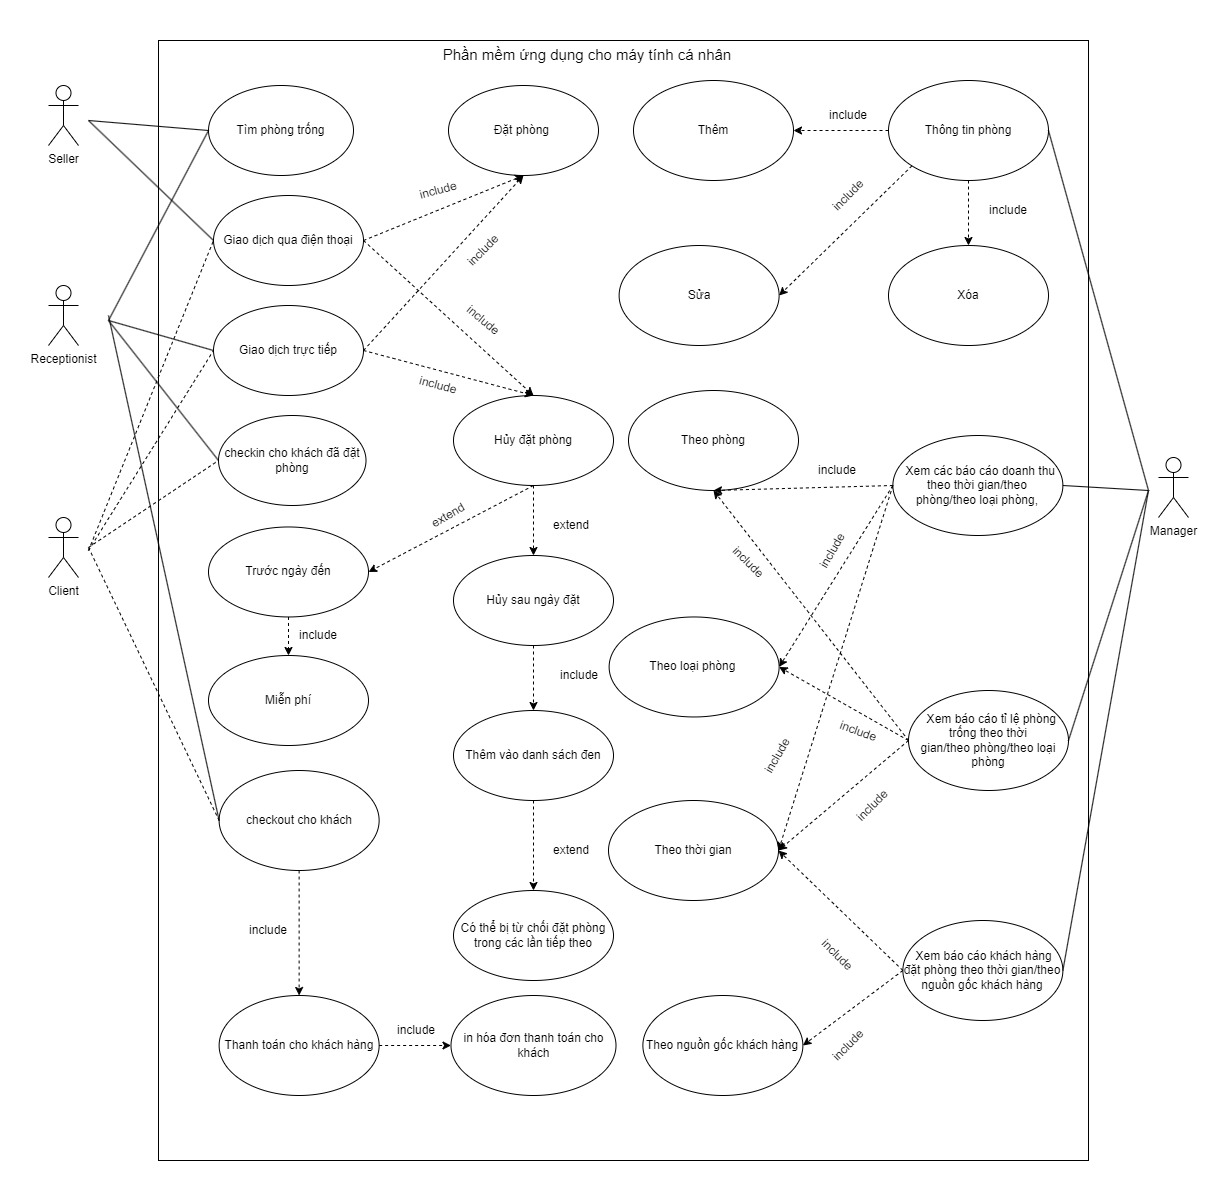 Phần mềm ứng dụng cho máy tính cá nhân
Seller
Tìm phòng trống
Đặt phòng
Thêm
include
Thông tin phòng
include
include
include
Giao dịch qua điện thoại
include
Sửa
Xóa
Receptionist
Giao dịch trực tiếp
include
include
Hủy đặt phòng
Theo phòng
checkin cho khách đã đặt
phòng
include
Xem các báo cáo doanh thu
theo thời gian/theo
phòng/theo loại phòng,
Manager
extend
extend
include
include
Client
Trước ngày đến
Hủy sau ngày đặt
include
include
Theo loại phòng
Miễn phí
include
Xem báo cáo tỉ lệ phòng
trống theo thời
gian/theo phòng/theo loại
phòng
Thêm vào danh sách đen
include
include
checkout cho khách
extend
Theo thời gian
include
Có thể bị từ chối đặt phòng
trong các lần tiếp theo
include
Xem báo cáo khách hàng
đặt phòng theo thời gian/theo
nguồn gốc khách hàng
Thanh toán cho khách hàng
include
in hóa đơn thanh toán cho
khách
Theo nguồn gốc khách hàng
include